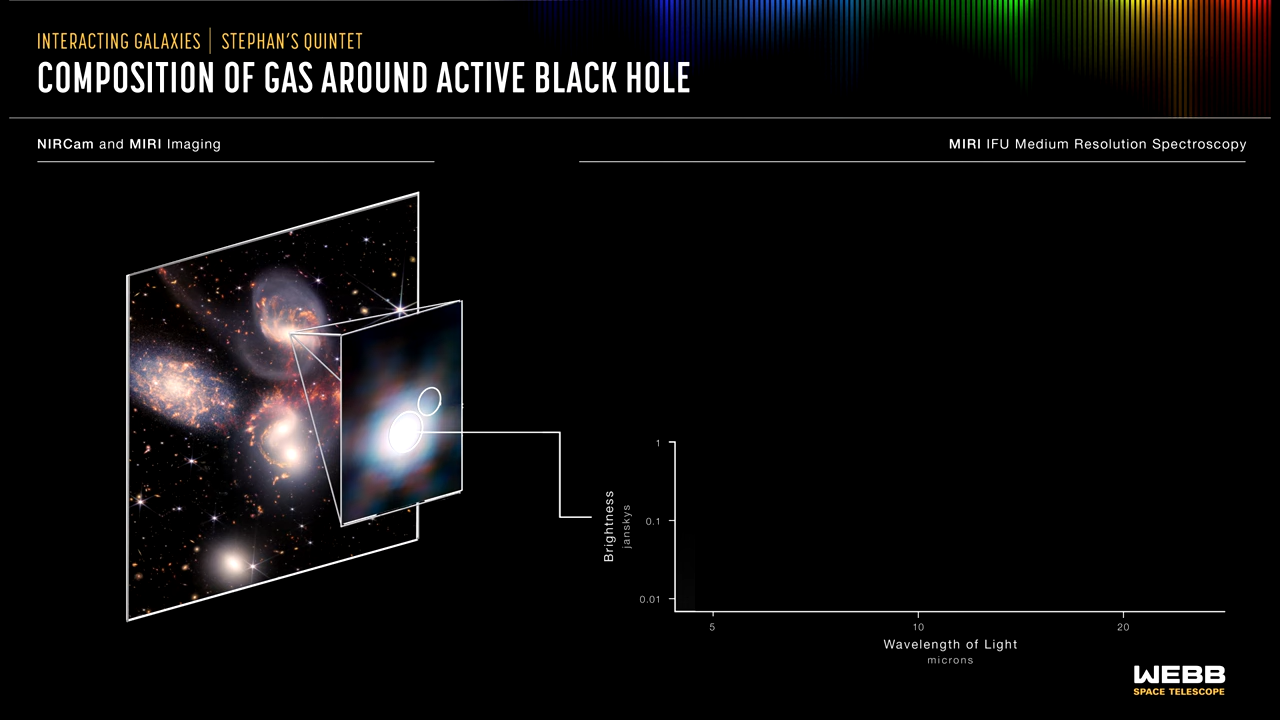 INTERACTING GALAXIES | STEPHAN'S QUINTET
COMPOSITION OF GAS AROUND ACTIVE BLACK HOLE
NIRCam and MIRI Imaging
MIRI IFU Medium Resolution Spectroscopy
Brightness
janskys
1
0.1
0.01
5
10
20
Wavelength of Light
microns
WEBB
SPACE TELESCOPE